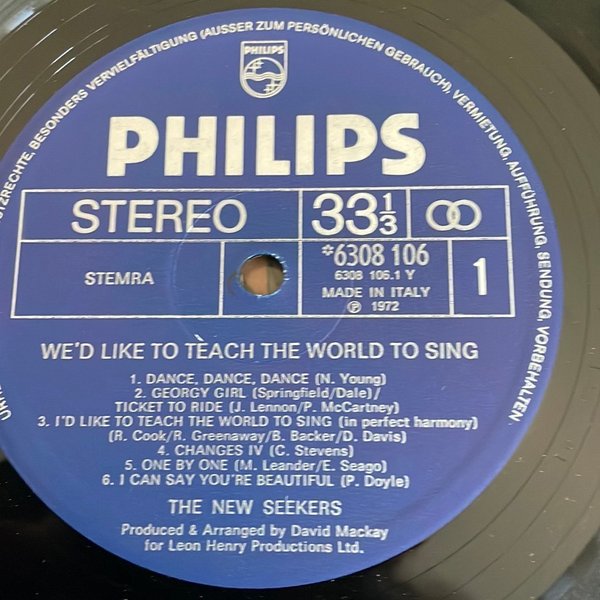 TZRECHTE, BESONDERS VERVIELFÄLTIGUNG (AUSSER ZUM PERSÖNLICHEN GEBRAUCH), VERMIETUNG, AUFFÜHRUNG, SENDUNG, VORBEHALTEN.
PHILIPS
PHILIPS
STEREO 33 1/3
STEMRA *6308 106 1
6308 106.1 Y
MADE IN ITALY
℗ 1972
WE'D LIKE TO TEACH THE WORLD TO SING
1. DANCE, DANCE, DANCE (N. Young)
2. GEORGY GIRL (Springfield/Dale)/
TICKET TO RIDE (J. Lennon/P. McCartney)
3. I'D LIKE TO TEACH THE WORLD TO SING (in perfect harmony)
(R. Cook/R. Greenaway/B. Backer/D. Davis)
4. CHANGES IV (C. Stevens)
5. ONE BY ONE (M. Leander/E. Seago)
6. I CAN SAY YOU'RE BEAUTIFUL (P. Doyle)
THE NEW SEEKERS
Produced & Arranged by David Mackay
for Leon Henry Productions Ltd.